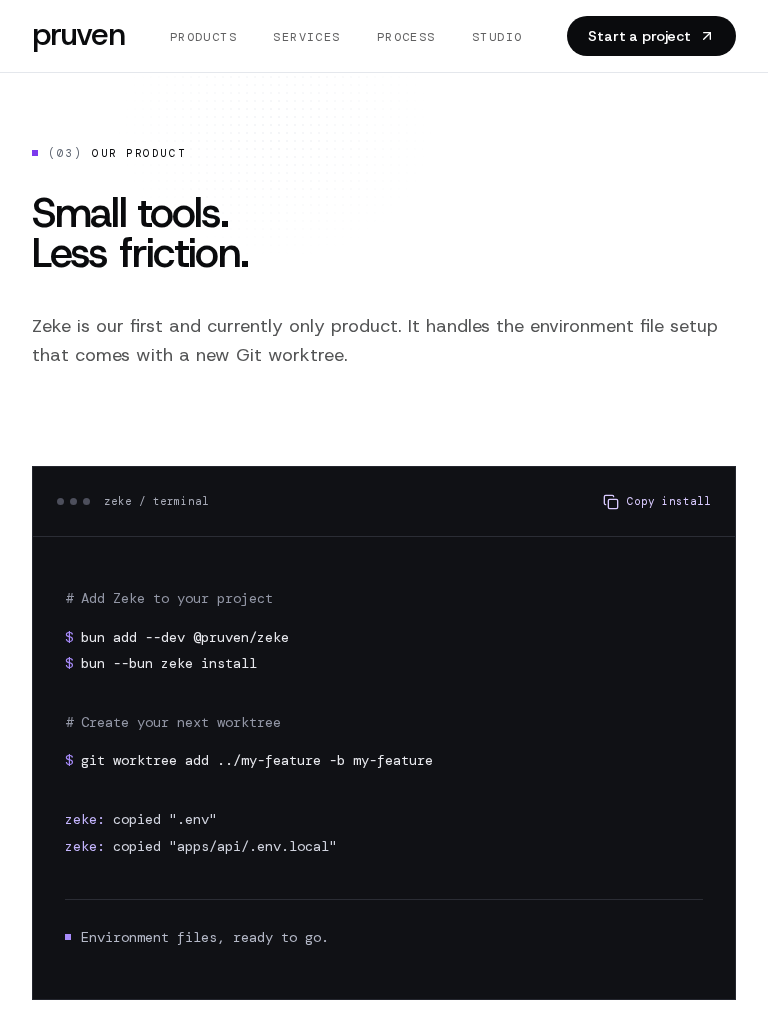 pruven
PRODUCTS
SERVICES
PROCESS
STUDIO
Start a project
(03) OUR PRODUCT
Small tools.
Less friction.
Zeke is our first and currently only product. It handles the environment file setup
that comes with a new Git worktree.
zeke / terminal
Copy install
# Add Zeke to your project
$ bun add --dev @pruven/zeke
$ bun --bun zeke install
# Create your next worktree
$ git worktree add ../my-feature -b my-feature
zeke: copied ".env"
zeke: copied "apps/api/.env.local"
Environment files, ready to go.